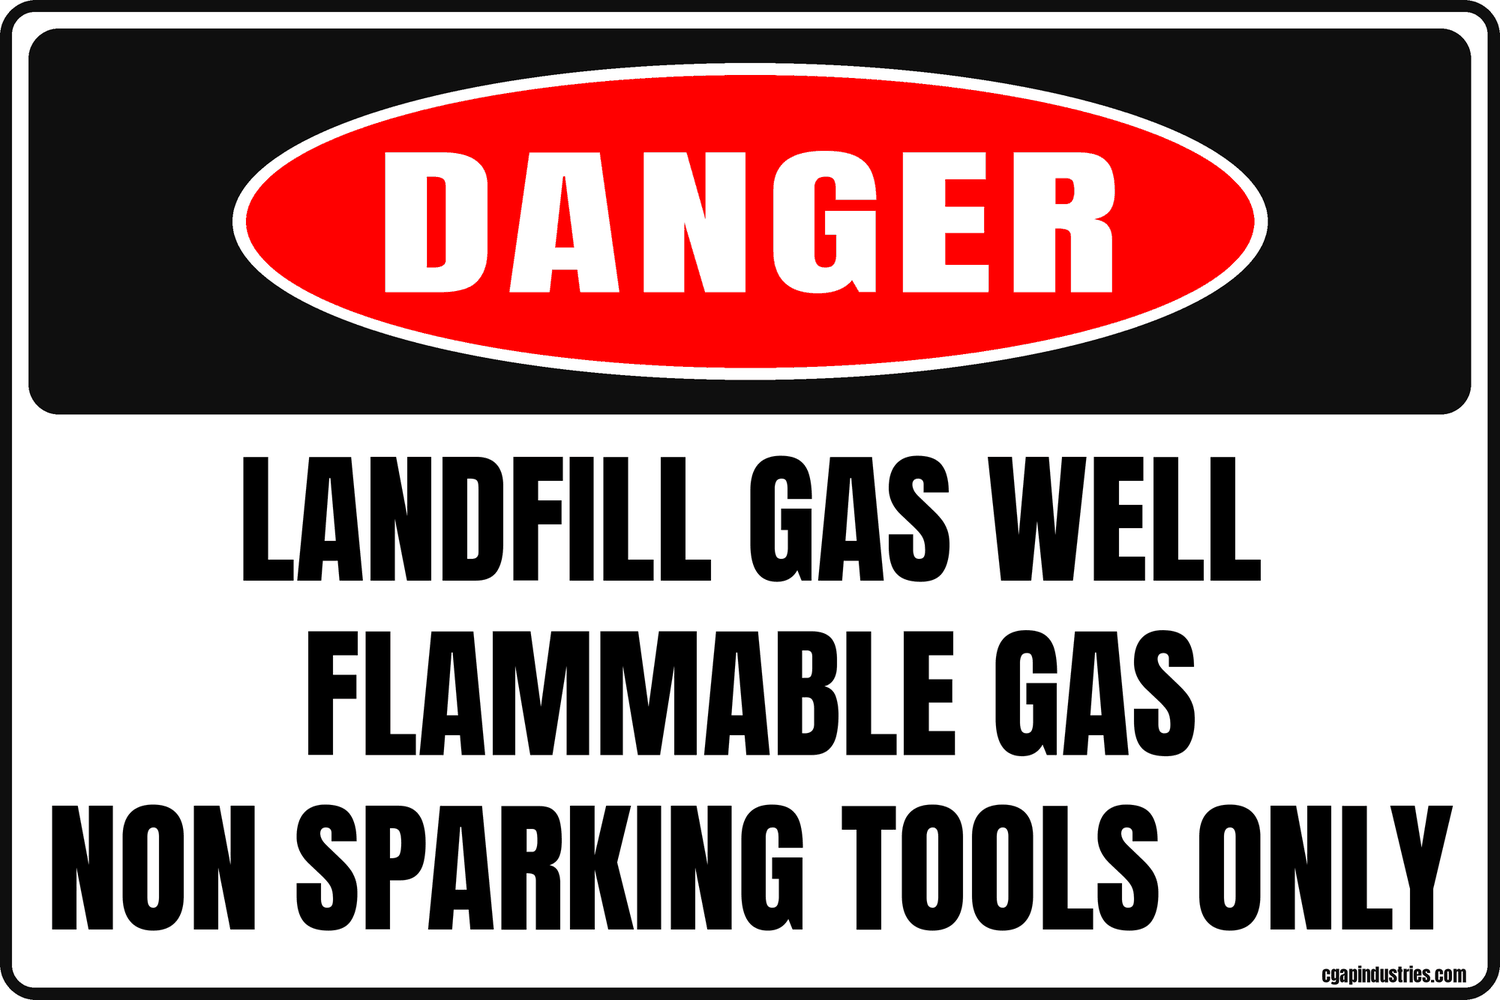 DANGER
LANDFILL GAS WELL
FLAMMABLE GAS
NON SPARKING TOOLS ONLY
cgapindustries.com